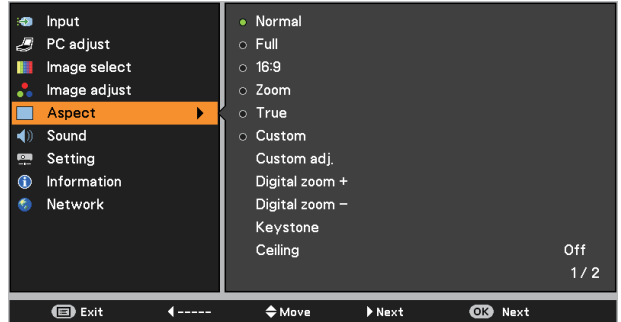 Input
PC adjust
Image select
Image adjust
Aspect
Sound
Setting
Information
Network
Normal
Full
16:9
Zoom
True
Custom
Custom adj.
Digital zoom +
Digital zoom –
Keystone
Ceiling Off
1 / 2
Exit ----- Move Next OK Next